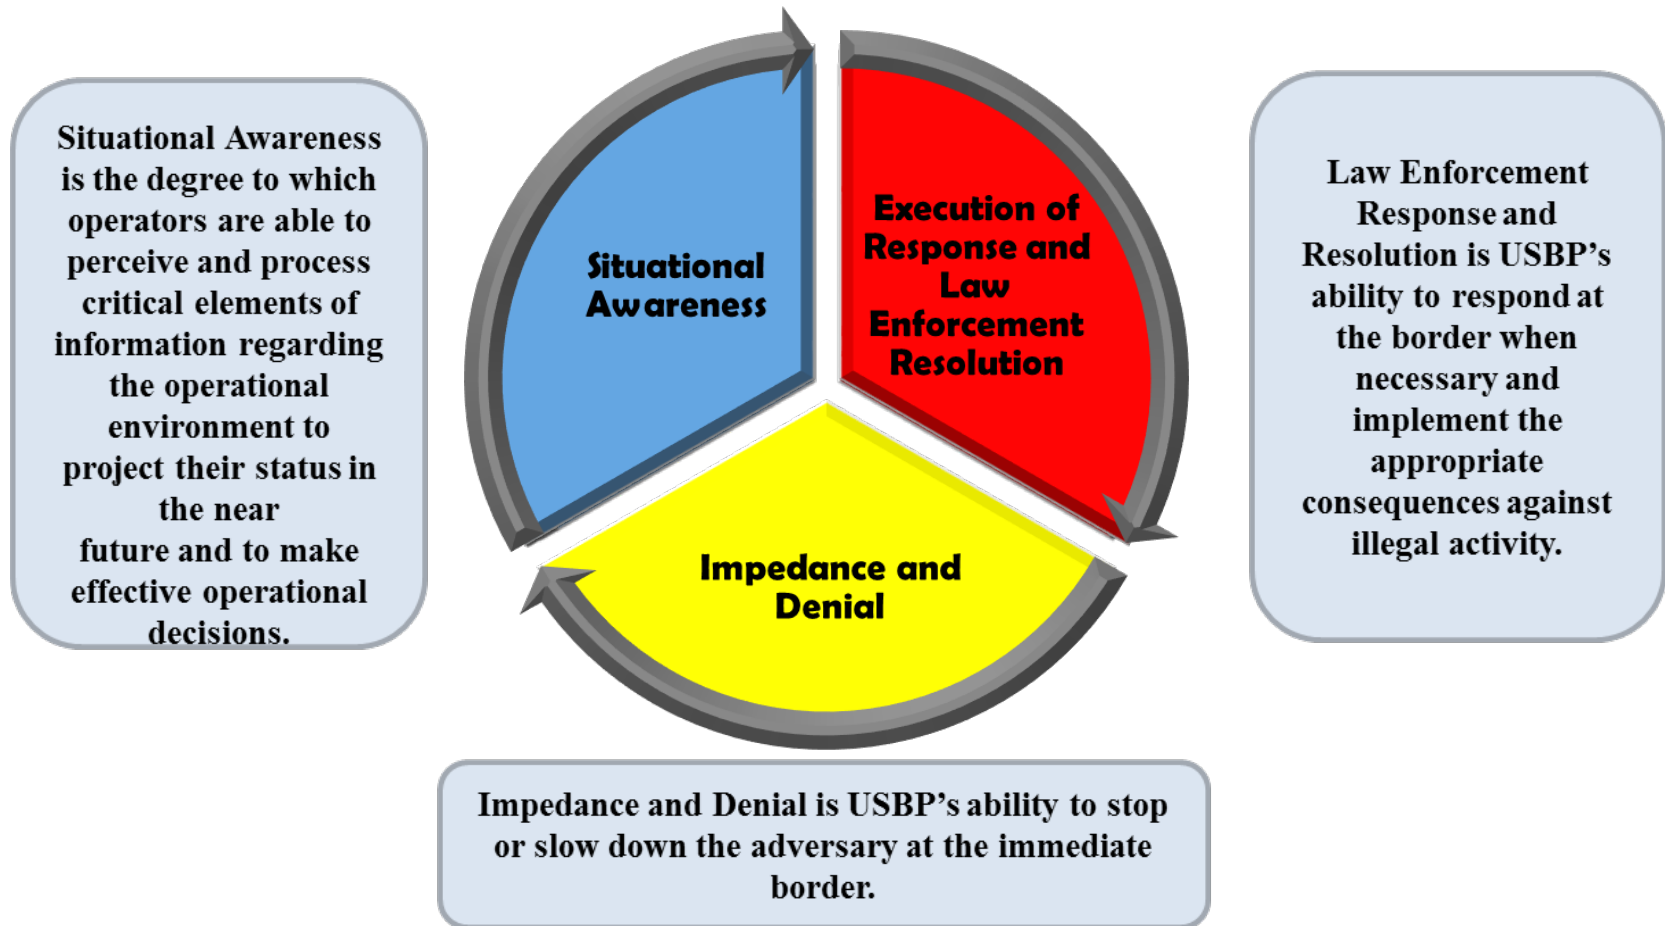 Situational Awareness
is the degree to which
operators are able to
perceive and process
critical elements of
information regarding
the operational
environment to
project their status in
the near
future and to make
effective operational
decisions.
Situational
Awareness
Execution of
Response and
Law
Enforcement
Resolution
Law Enforcement
Response and
Resolution is USBP’s
ability to respond at
the border when
necessary and
implement the
appropriate
consequences against
illegal activity.
Impedance and
Denial
Impedance and Denial is USBP’s ability to stop
or slow down the adversary at the immediate
border.